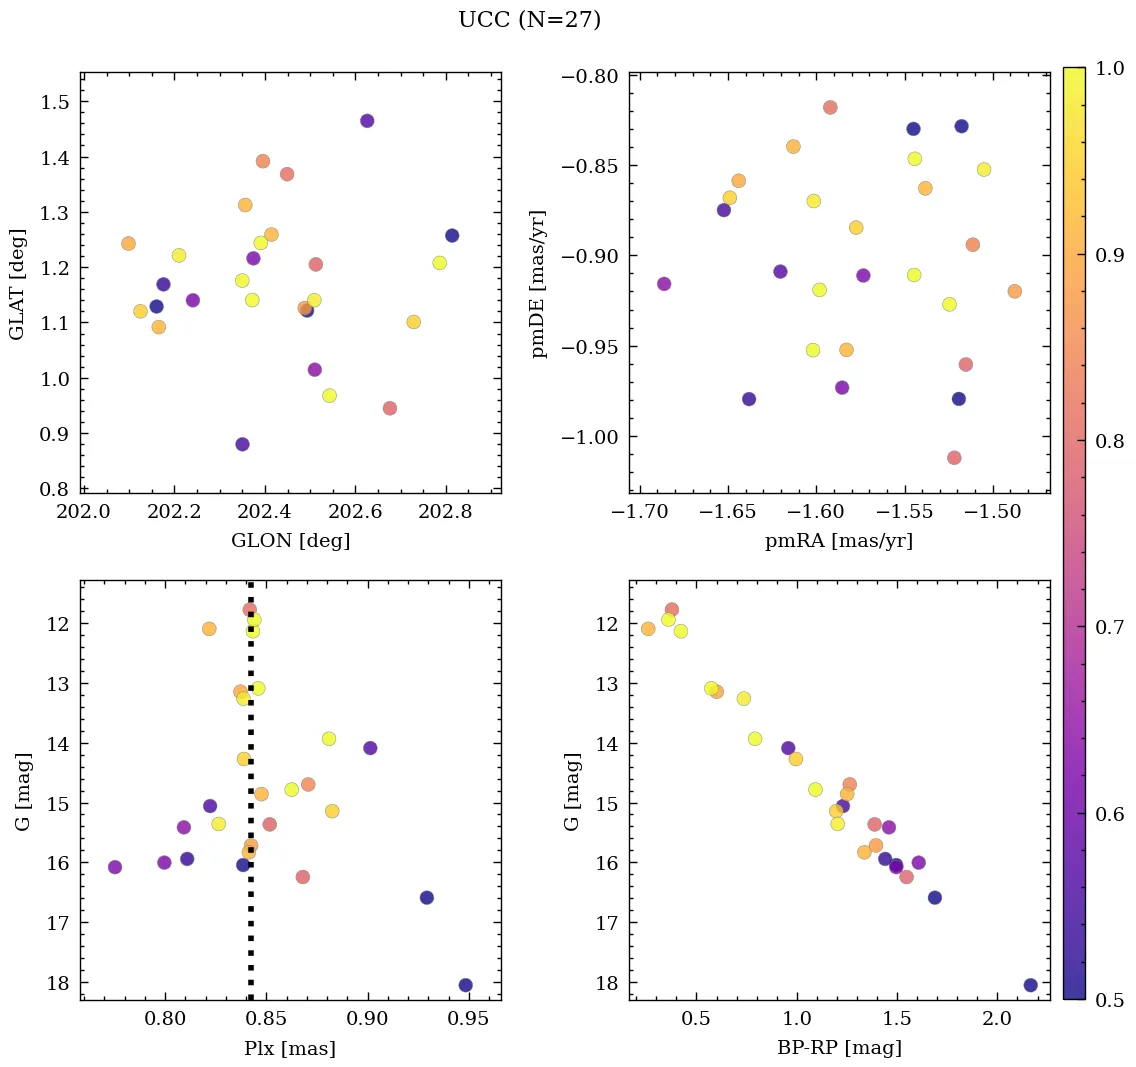 UCC (N=27)
1.5
1.4
1.3
1.2
1.1
1.0
0.9
0.8
GLAT [deg]
202.0 202.2 202.4 202.6 202.8
GLON [deg]
−0.80
−0.85
−0.90
−0.95
−1.00
pmDE [mas/yr]
−1.70 −1.65 −1.60 −1.55 −1.50
pmRA [mas/yr]
12
13
14
15
16
17
18
G [mag]
0.80 0.85 0.90 0.95
Plx [mas]
12
13
14
15
16
17
18
G [mag]
0.5 1.0 1.5 2.0
BP-RP [mag]
1.0
0.9
0.8
0.7
0.6
0.5